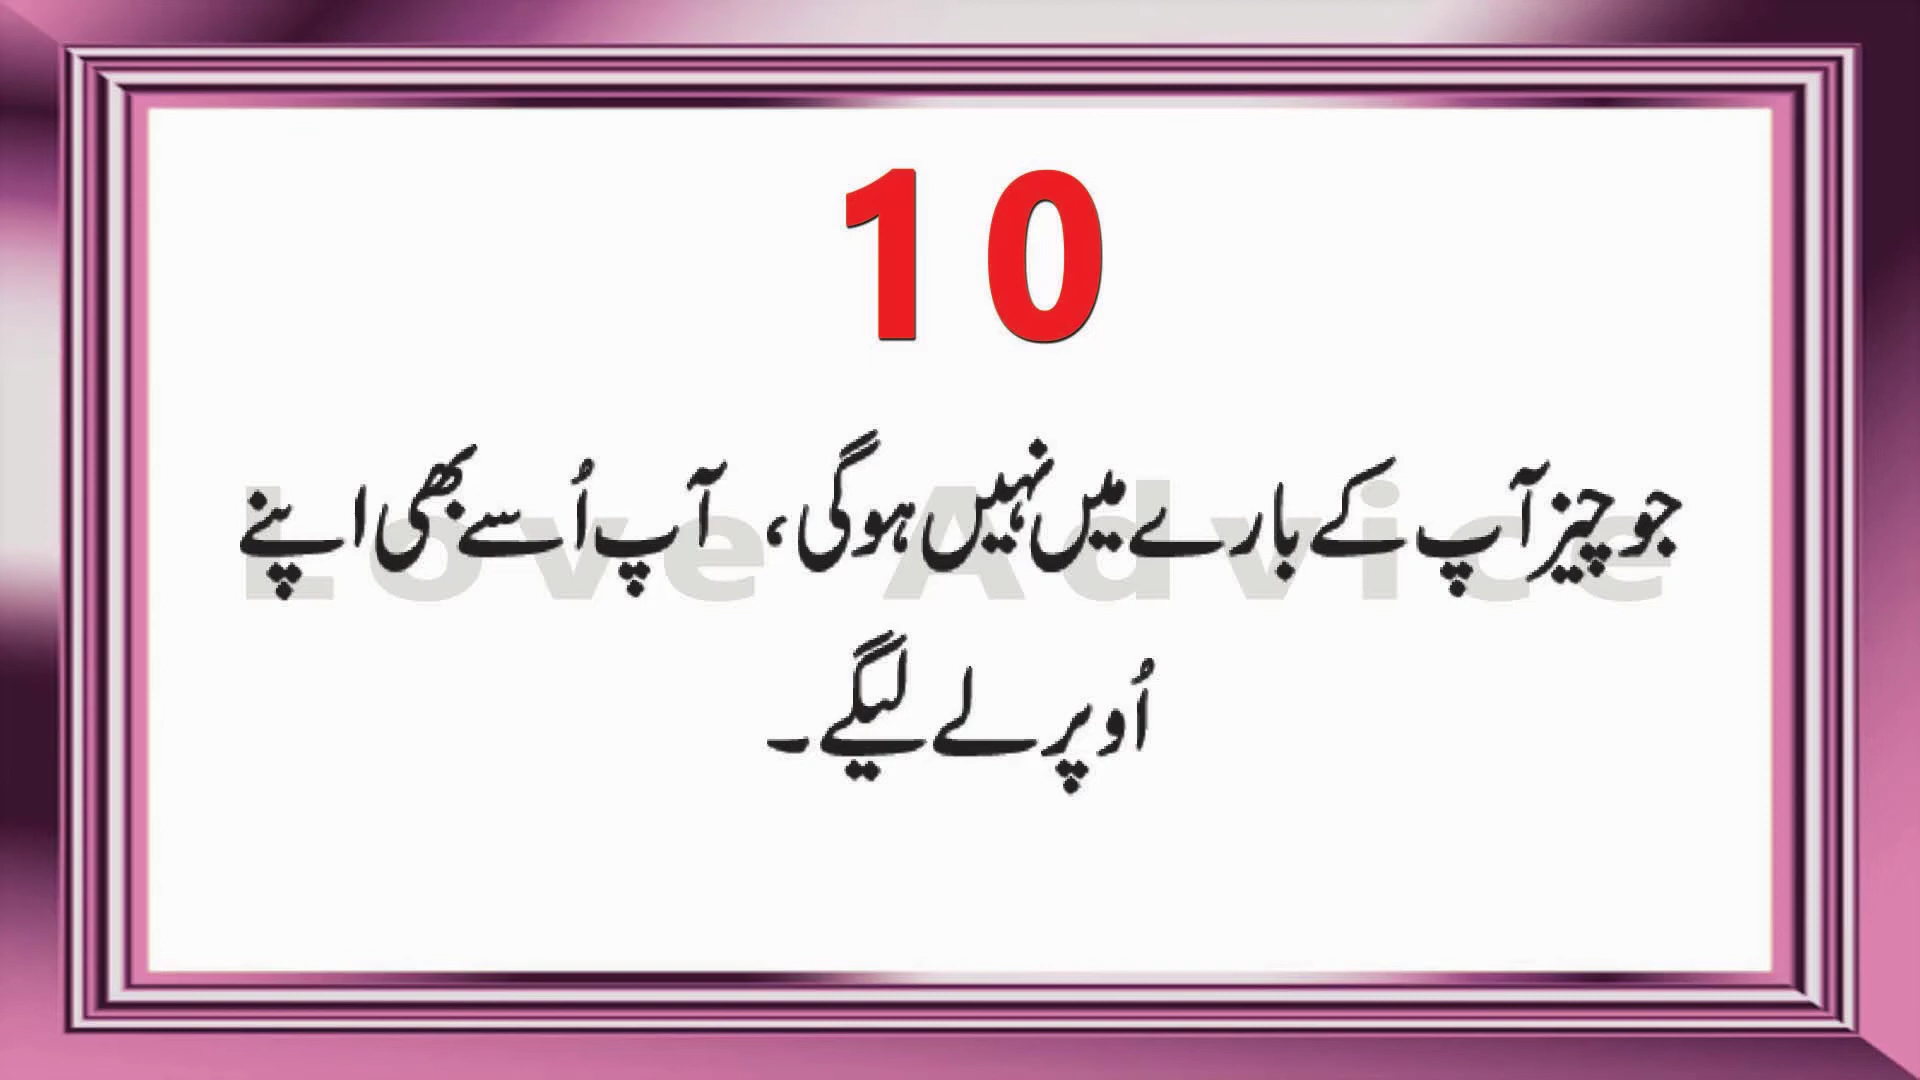 10
جو چیز آپ کے بارے میں نہیں ہوگی، آپ اُسے بھی اپنے
Love Advice
اُوپر لے لیگے۔